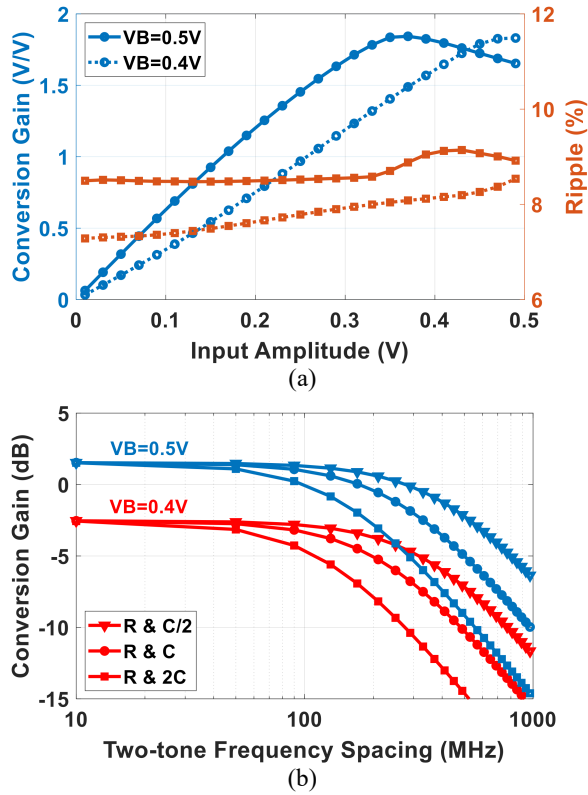 2
1.5
1
0.5
0
Conversion Gain (V/V)
VB=0.5V
VB=0.4V
12
10
8
6
Ripple (%)
0
0.1
0.2
0.3
0.4
0.5
Input Amplitude (V)
(a)
5
0
-5
-10
-15
Conversion Gain (dB)
VB=0.5V
VB=0.4V
R & C/2
R & C
R & 2C
10
100
1000
Two-tone Frequency Spacing (MHz)
(b)